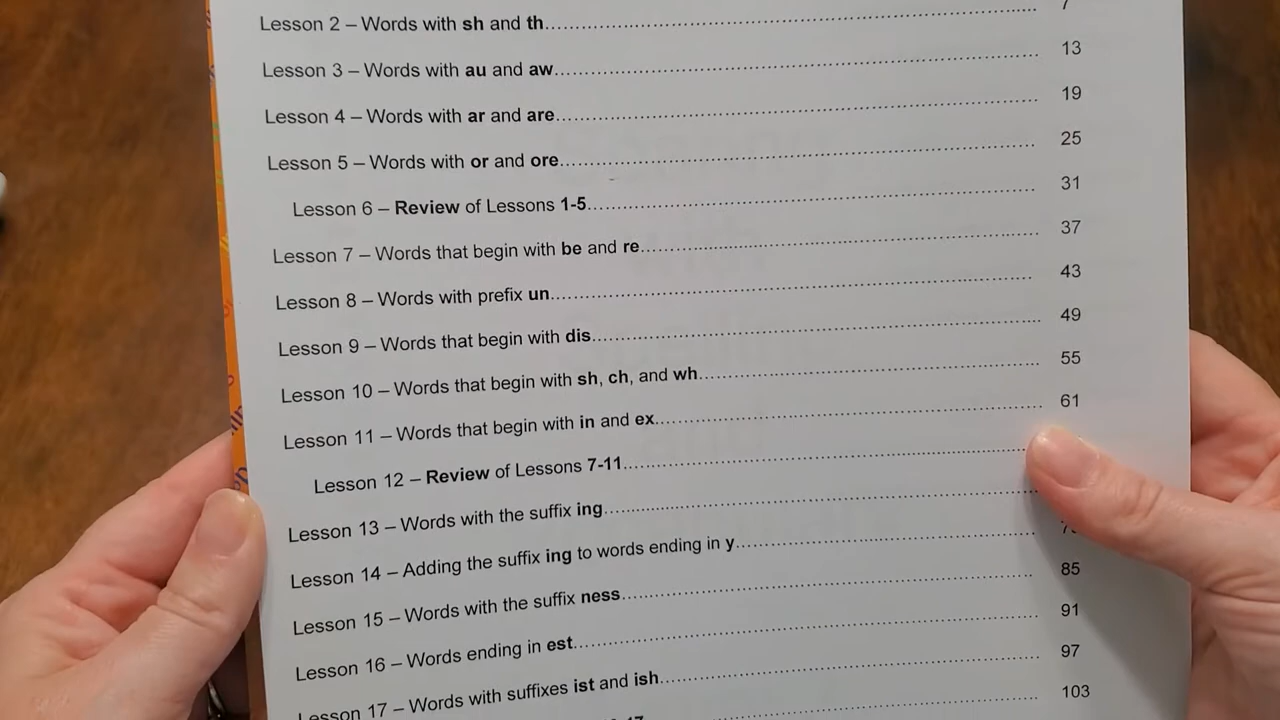 Lesson 2 – Words with sh and th.......... 7
Lesson 3 – Words with au and aw.......... 13
Lesson 4 – Words with ar and are.......... 19
Lesson 5 – Words with or and ore.......... 25
Lesson 6 – Review of Lessons 1-5.......... 31
Lesson 7 – Words that begin with be and re.......... 37
Lesson 8 – Words with prefix un.......... 43
Lesson 9 – Words that begin with dis.......... 49
Lesson 10 – Words that begin with sh, ch, and wh.......... 55
Lesson 11 – Words that begin with in and ex.......... 61
Lesson 12 – Review of Lessons 7-11..........
Lesson 13 – Words with the suffix ing..........
Lesson 14 – Adding the suffix ing to words ending in y..........
Lesson 15 – Words with the suffix ness.......... 85
Lesson 16 – Words ending in est.......... 91
Lesson 17 – Words with suffixes ist and ish.......... 97
103